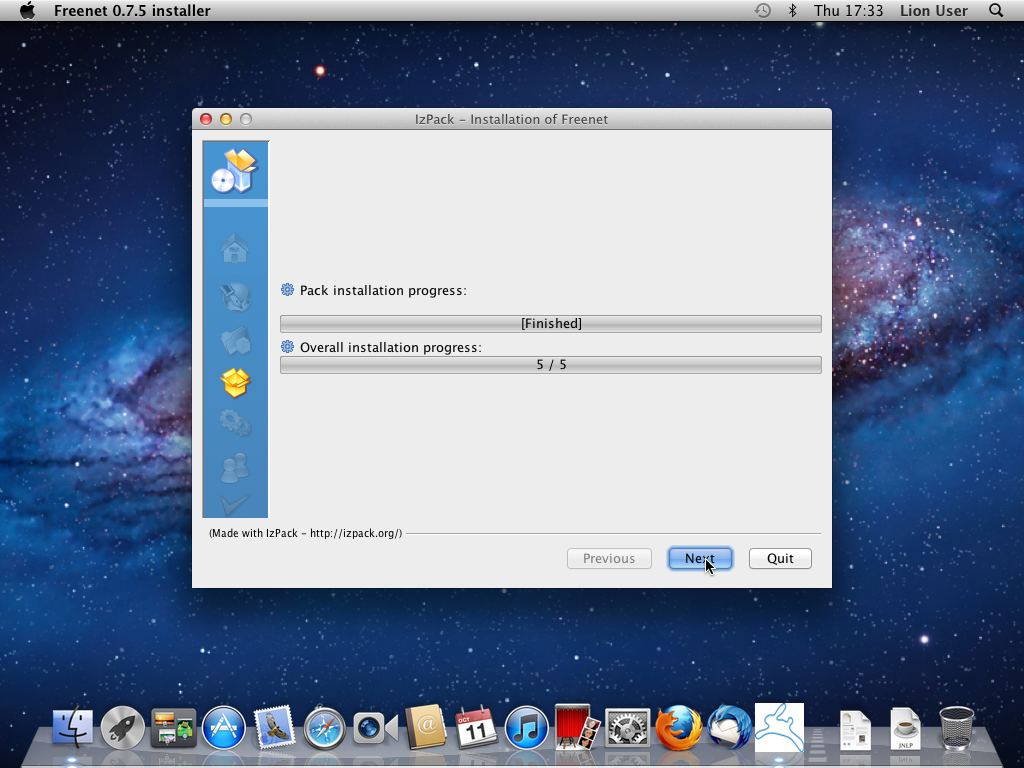 Freenet 0.7.5 installer
Thu 17:33 Lion User
IzPack - Installation of Freenet
Pack installation progress:
[Finished]
Overall installation progress:
5 / 5
(Made with IzPack - http://izpack.org/)
Previous Next Quit
OCT
11
JNLP